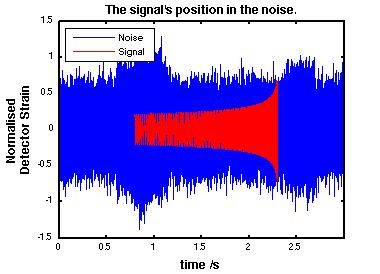 The signal's position in the noise.
Noise
Signal
Normalised
Detector Strain
1.5
1
0.5
0
-0.5
-1
-1.5
0
0.5
1
1.5
2
2.5
time /s